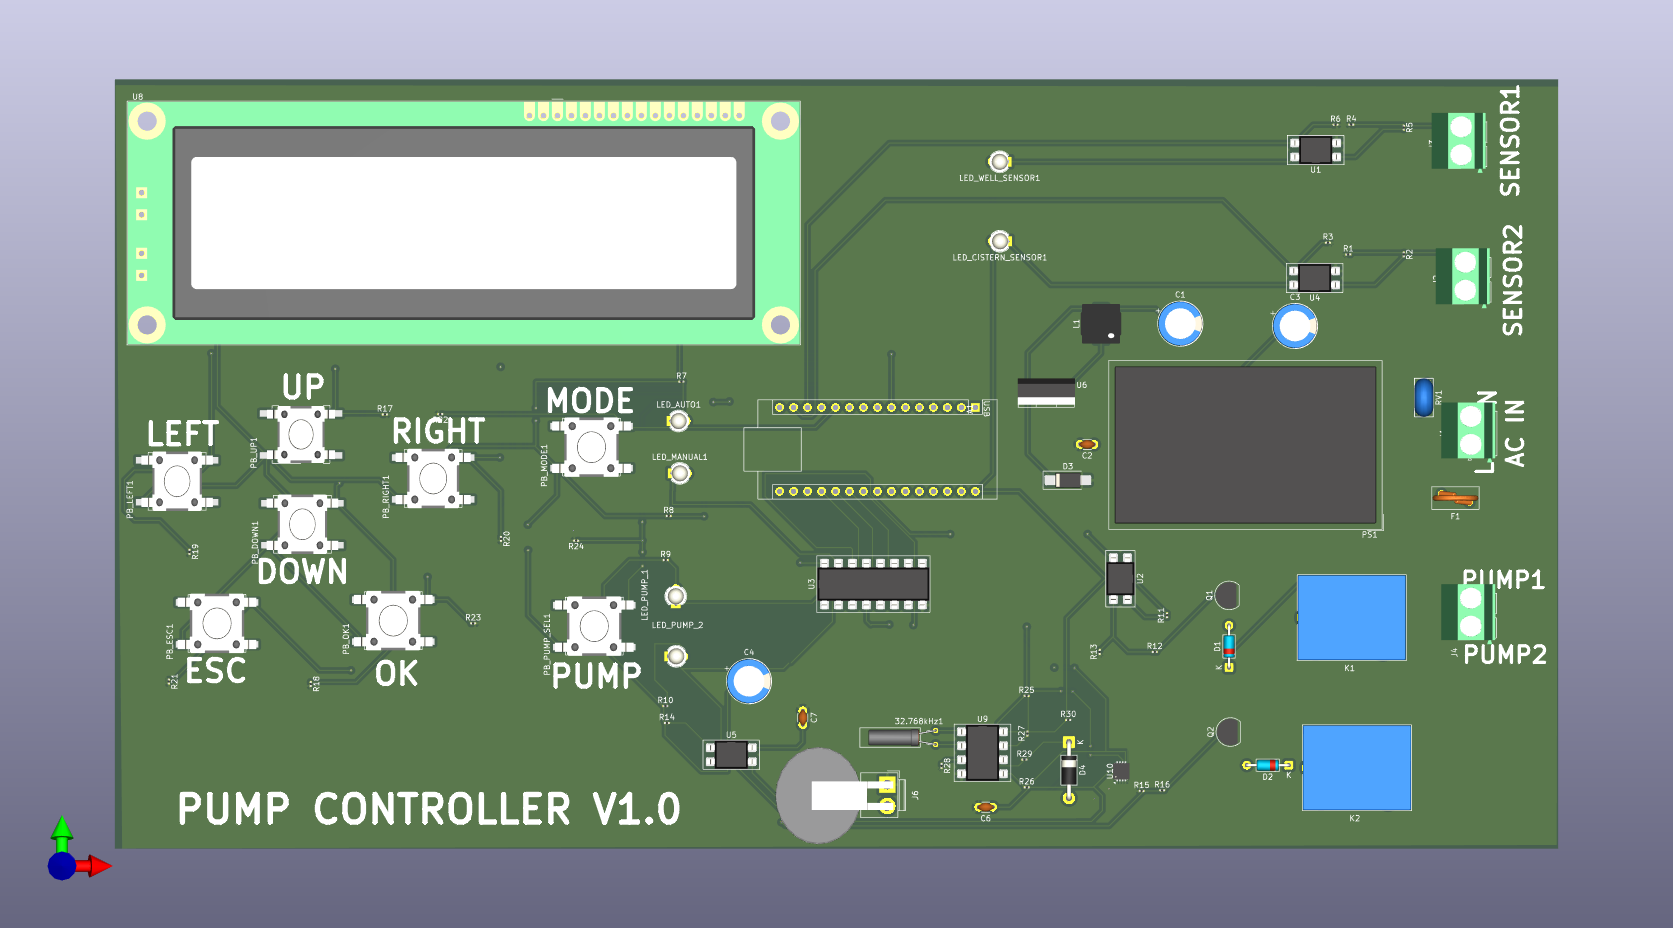 U8
SENSOR1
R6 R4
R5
U1
LED_WELL_SENSOR1
SENSOR2
R3
R1
R2
LED_CISTERN_SENSOR1
U4
C1
C3
L1
U6
UP
MODE
R7
R17
LED_AUTO1
USB
RV1
N
AC IN
L
LEFT
RIGHT
PB_UP1
PB_MODE1
LED_MANUAL1
C2
D3
PB_LEFT1
PB_RIGHT1
R8
F1
PB_DOWN1
R20
R24
R19
PS1
DOWN
R9
U3
U2
LED_PUMP_1
Q1
PUMP1
R11
R23
PB_ESC1
PB_OK1
PB_PUMP_SEL1
LED_PUMP_2
R13
R12
D1
K
K1
J4
PUMP2
ESC
OK
PUMP
C4
R21
R18
R25
R10
R14
C7
32.768kHz1
U9
R30
R27
Q2
U5
K
R29
R28
D4
U10
D2
K
R26
R15 R16
J6
C6
K2
PUMP CONTROLLER V1.0